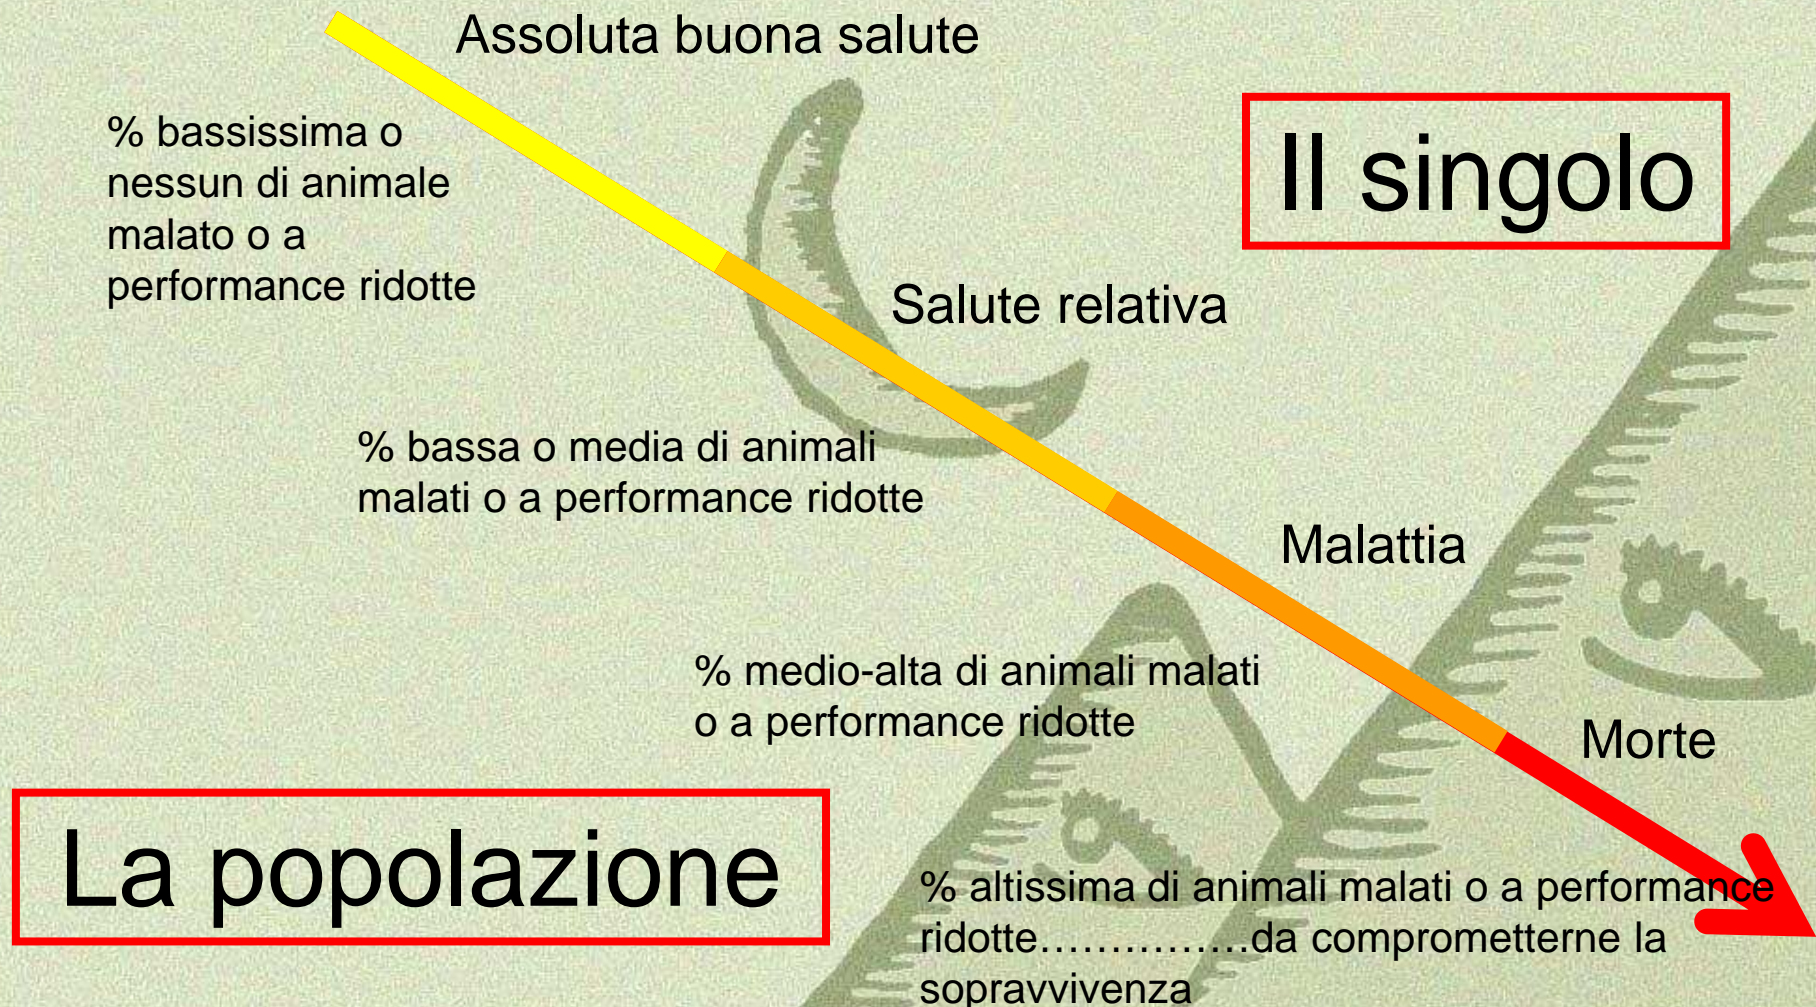 Assoluta buona salute
% bassissima o
nessun di animale
malato o a
performance ridotte
Il singolo
Salute relativa
% bassa o media di animali
malati o a performance ridotte
Malattia
% medio-alta di animali malati
o a performance ridotte
Morte
La popolazione
% altissima di animali malati o a performance
ridotte……………..da comprometterne la
sopravvivenza